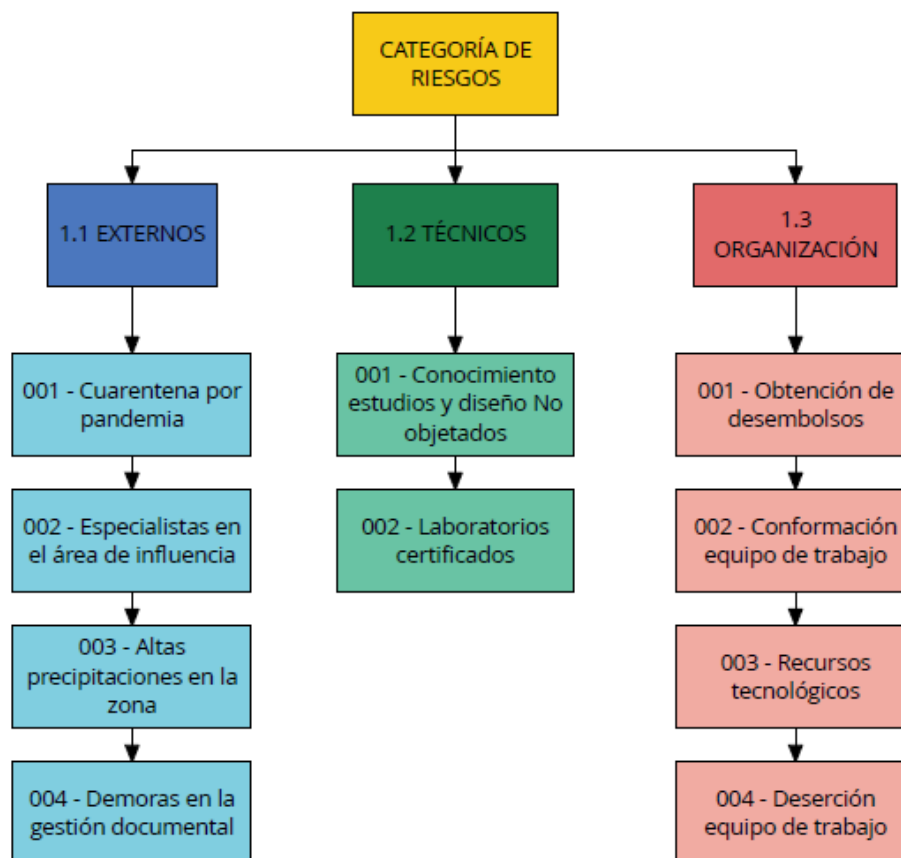 CATEGORÍA DE
RIESGOS
1.1 EXTERNOS
1.2 TÉCNICOS
1.3
ORGANIZACIÓN
001 - Cuarentena por
pandemia
002 - Especialistas en
el área de influencia
003 - Altas
precipitaciones en la
zona
004 - Demoras en la
gestión documental
001 - Conocimiento
estudios y diseño No
objetados
002 - Laboratorios
certificados
001 - Obtención de
desembolsos
002 - Conformación
equipo de trabajo
003 - Recursos
tecnológicos
004 - Deserción
equipo de trabajo